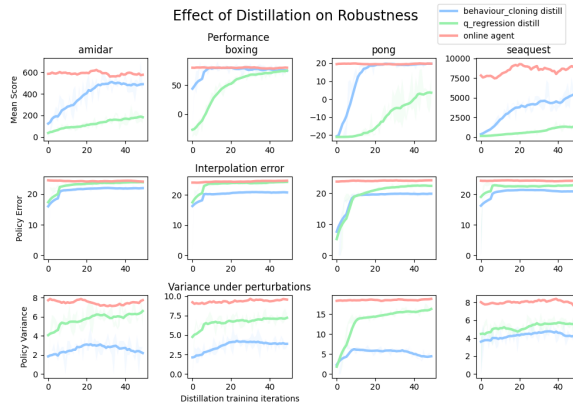 Effect of Distillation on Robustness
behaviour_cloning distill
q_regression distill
online agent
Performance
amidar
boxing
pong
seaquest
Mean Score
600
400
200
0
0 20 40
50
0
0 20 40
20
10
0
−10
−20
0 20 40
10000
7500
5000
2500
0
0 20 40
Interpolation error
Policy Error
20
10
0
0 20 40
20
10
0
0 20 40
20
10
0
0 20 40
20
10
0
0 20 40
Variance under perturbations
Policy Variance
8
6
4
2
0
0 20 40
10.0
7.5
5.0
2.5
0.0
0 20 40
20
15
10
5
0
0 20 40
8
6
4
2
0
0 20 40
Distillation training iterations